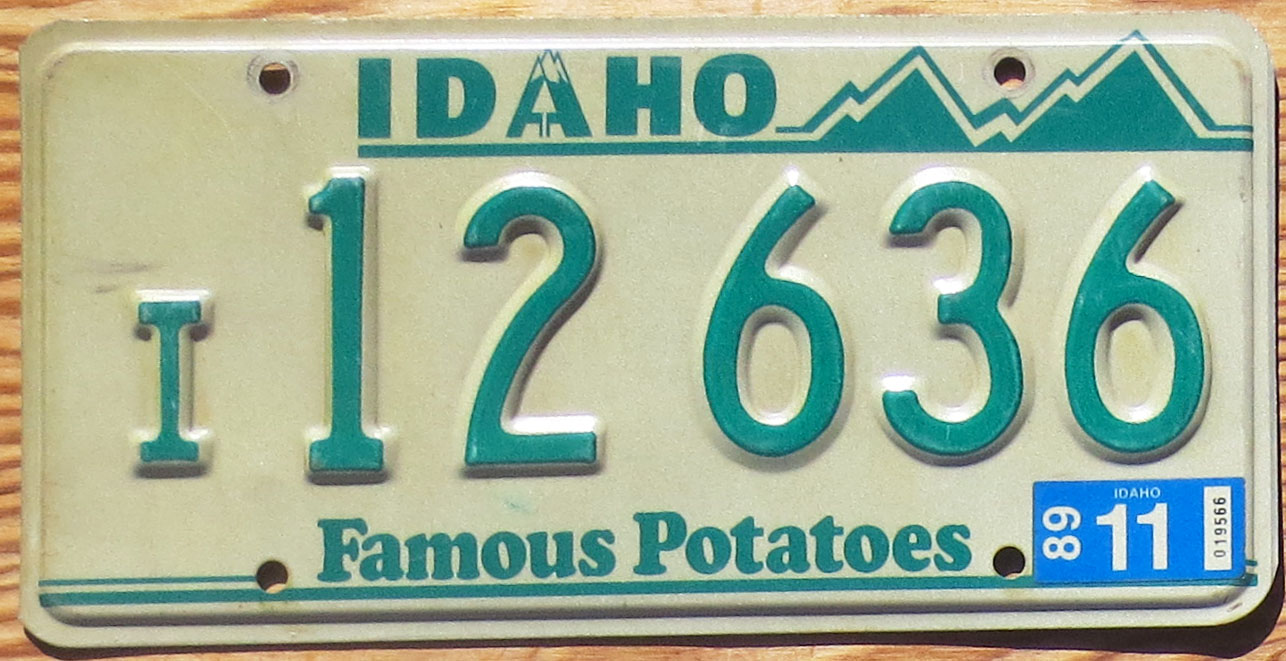 IDAHO
I 12 636
Famous Potatoes
IDAHO
89 11 019566